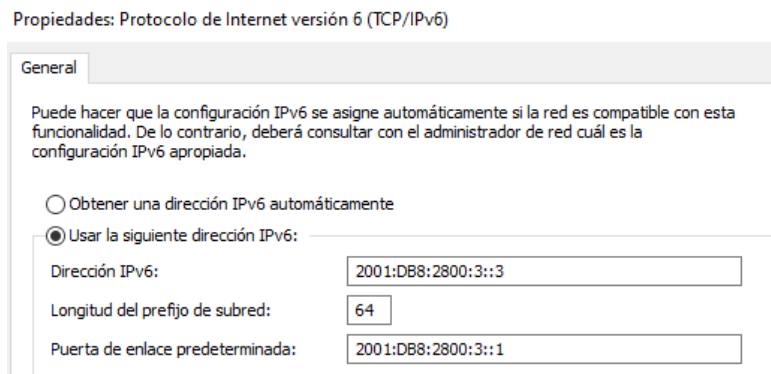 Propiedades: Protocolo de Internet versión 6 (TCP/IPv6)
General
Puede hacer que la configuración IPv6 se asigne automáticamente si la red es compatible con esta
funcionalidad. De lo contrario, deberá consultar con el administrador de red cuál es la
configuración IPv6 apropiada.
Obtener una dirección IPv6 automáticamente
Usar la siguiente dirección IPv6:
Dirección IPv6: 2001:DB8:2800:3::3
Longitud del prefijo de subred: 64
Puerta de enlace predeterminada: 2001:DB8:2800:3::1